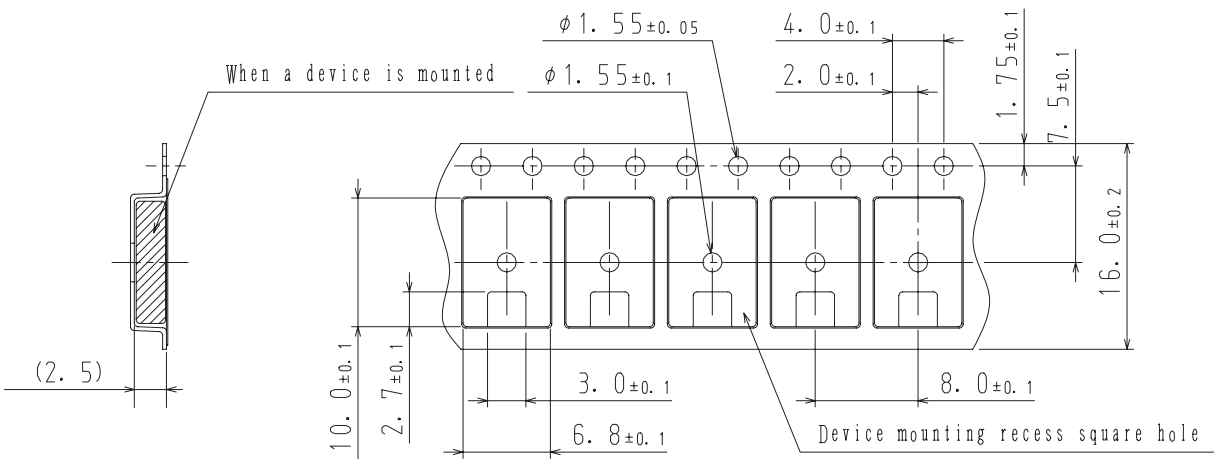 ϕ1.55±0.05
4.0±0.1
When a device is mounted
ϕ1.55±0.1
2.0±0.1
1.75±0.1
7.5±0.1
16.0±0.2
(2.5)
10.0±0.1
2.7±0.1
3.0±0.1
8.0±0.1
6.8±0.1
Device mounting recess square hole